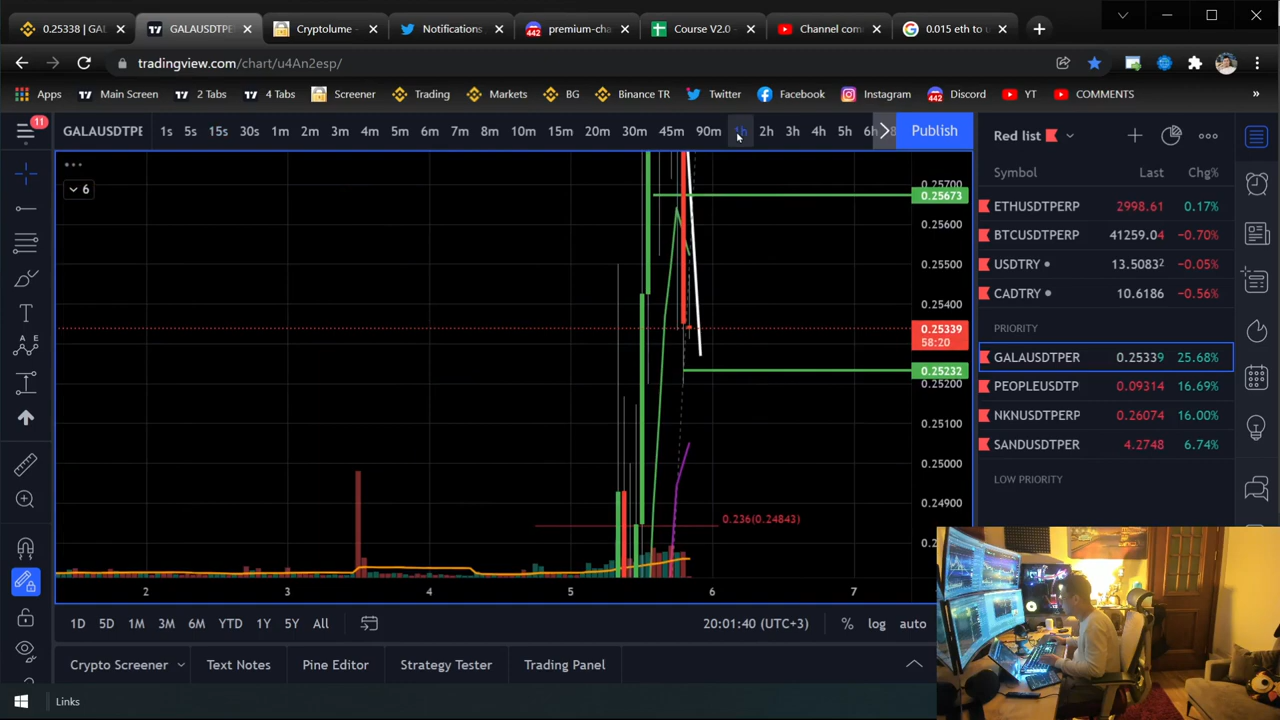 0.25338 | GAL
GALAUSDTPE
Cryptolume -
Notifications
premium-cha
Course V2.0 -
Channel com
0.015 eth to u
tradingview.com/chart/u4An2esp/
Apps
Main Screen
2 Tabs
4 Tabs
Screener
Trading
Markets
BG
Binance TR
Twitter
Facebook
Instagram
Discord
YT
COMMENTS
»
11
GALAUSDTPE
1s 5s 15s 30s 1m 2m 3m 4m 5m 6m 7m 8m 10m 15m 20m 30m 45m 90m 1h 2h 3h 4h 5h 6h
Publish
Red list
Symbol Last Chg%
6
ETHUSDTPERP 2998.61 0.17%
BTCUSDTPERP 41259.04 −0.70%
USDTRY 13.5083² −0.05%
CADTRY 10.6186 −0.56%
PRIORITY
GALAUSDTPER 0.25339 25.68%
PEOPLEUSDTP 0.09314 16.69%
NKNUSDTPERP 0.26074 16.00%
SANDUSDTPER 4.2748 6.74%
LOW PRIORITY
0.25700
0.25673
0.25600
0.25500
0.25400
0.25339
58:20
0.25232
0.25200
0.25100
0.25000
0.24900
0.236(0.24843)
2 3 4 5 6 7
1D 5D 1M 3M 6M YTD 1Y 5Y All
20:01:40 (UTC+3)
% log auto
Crypto Screener
Text Notes
Pine Editor
Strategy Tester
Trading Panel
Links